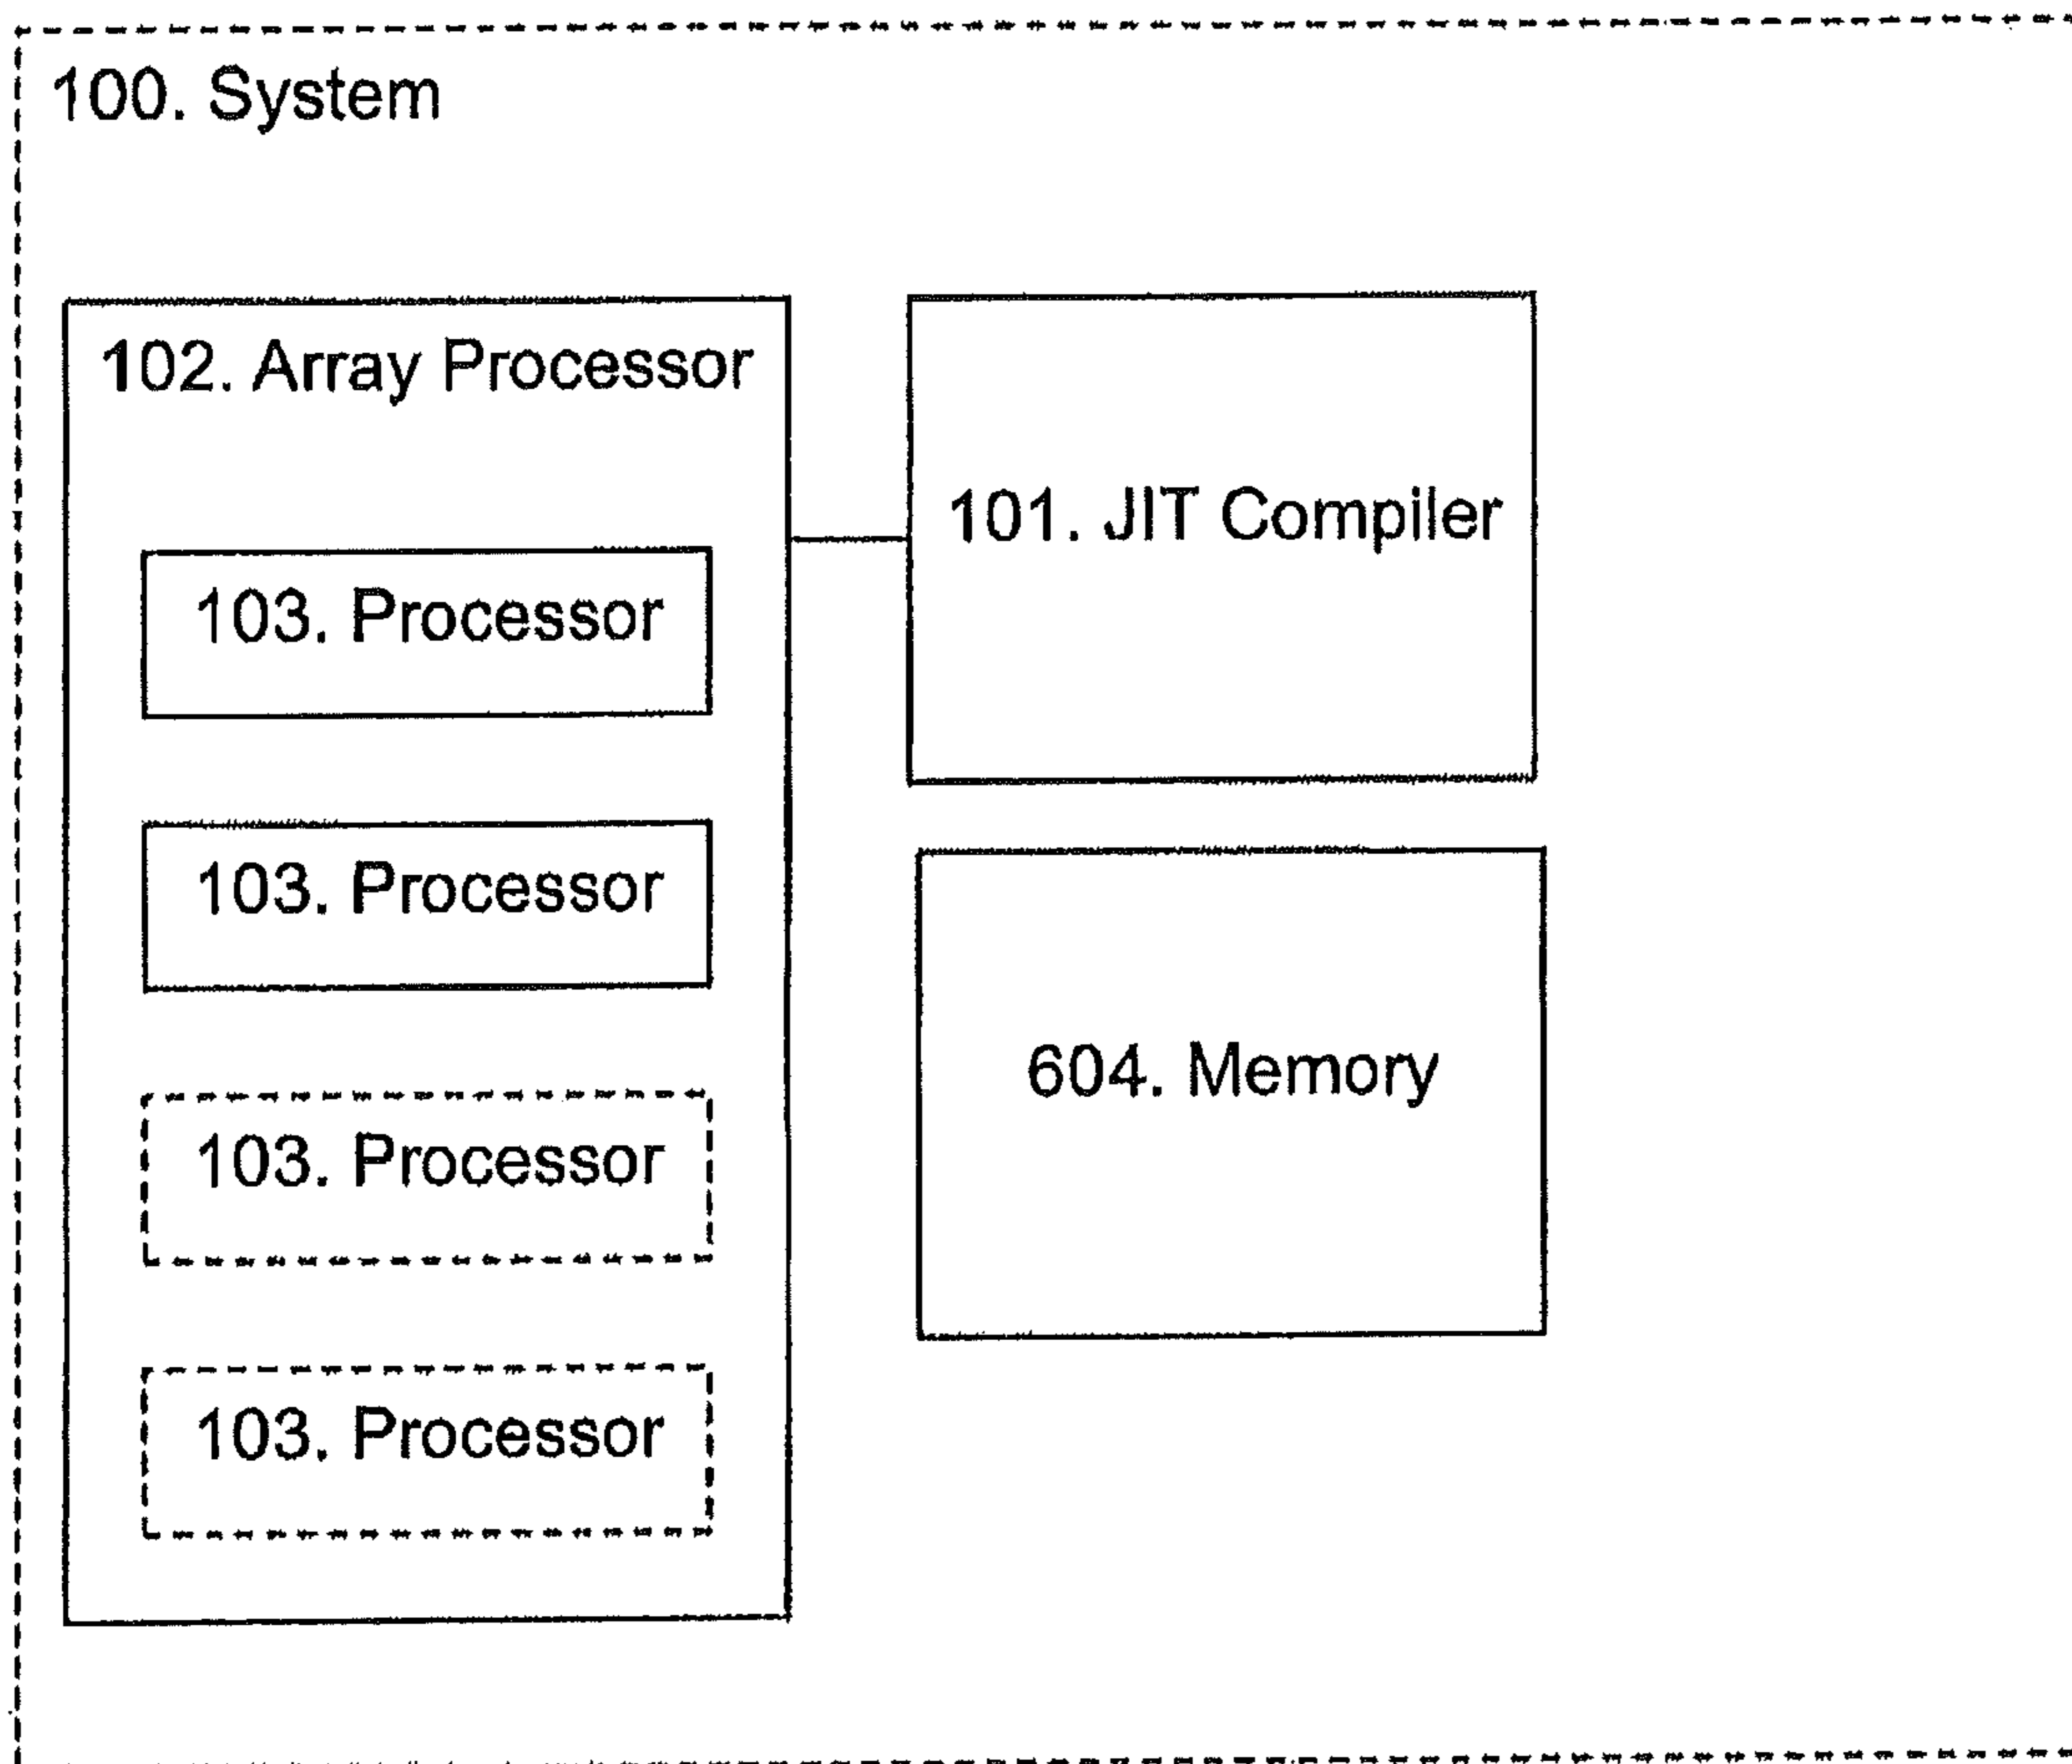 100. System
102. Array Processor
103. Processor
103. Processor
103. Processor
103. Processor
101. JIT Compiler
604. Memory